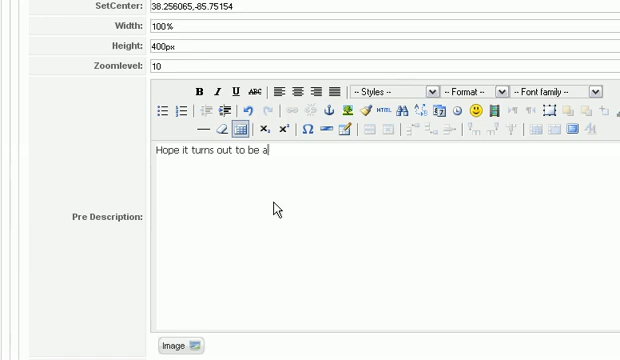 SetCenter: 38.256065,-85.75154
Width: 100%
Height: 400px
Zoomlevel: 10
B I U ABC -- Styles -- -- Format -- -- Font family --
HTML
Hope it turns out to be a
Pre Description:
Image